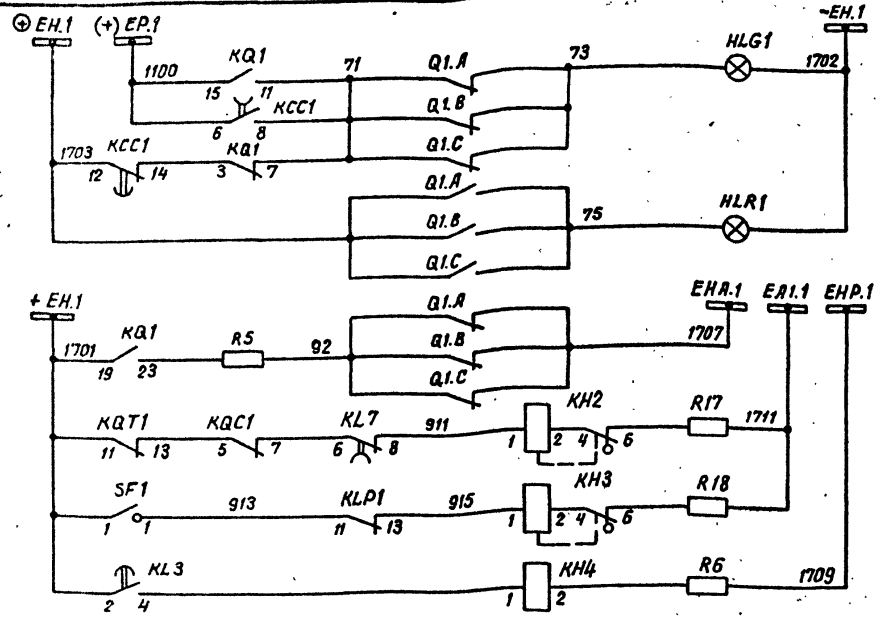 ⊕ EH.1 (+) EP.1 -EH.1
1100 KQ1 71 Q1.A 73 HLG1 1702
15 11
KCC1 Q1.B
6 8
1703 KCC1 KQ1 Q1.C
12 14 3 7
Q1.A
Q1.B 75 HLR1
Q1.C
+ EH.1 EHA.1 EA1.1 EHP.1
Q1.A
1701 KQ1 R5 92 Q1.B 1707
19 23
Q1.C
KQT1 KQC1 KL7 911 KH2 R17 1711
11 13 5 7 6 8 1 2 4 6
SF1 913 KLP1 915 KH3 R18
1 1 11 13 1 2 4 6
KL3 KH4 R6 1709
2 4 1 2